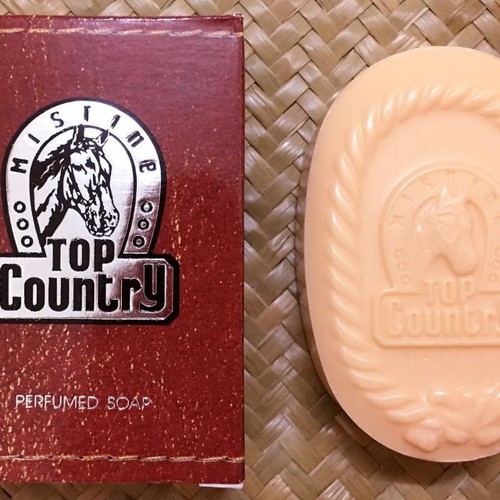 MISTINE
TOP
Country
PERFUMED SOAP
MISTINE
TOP
Country